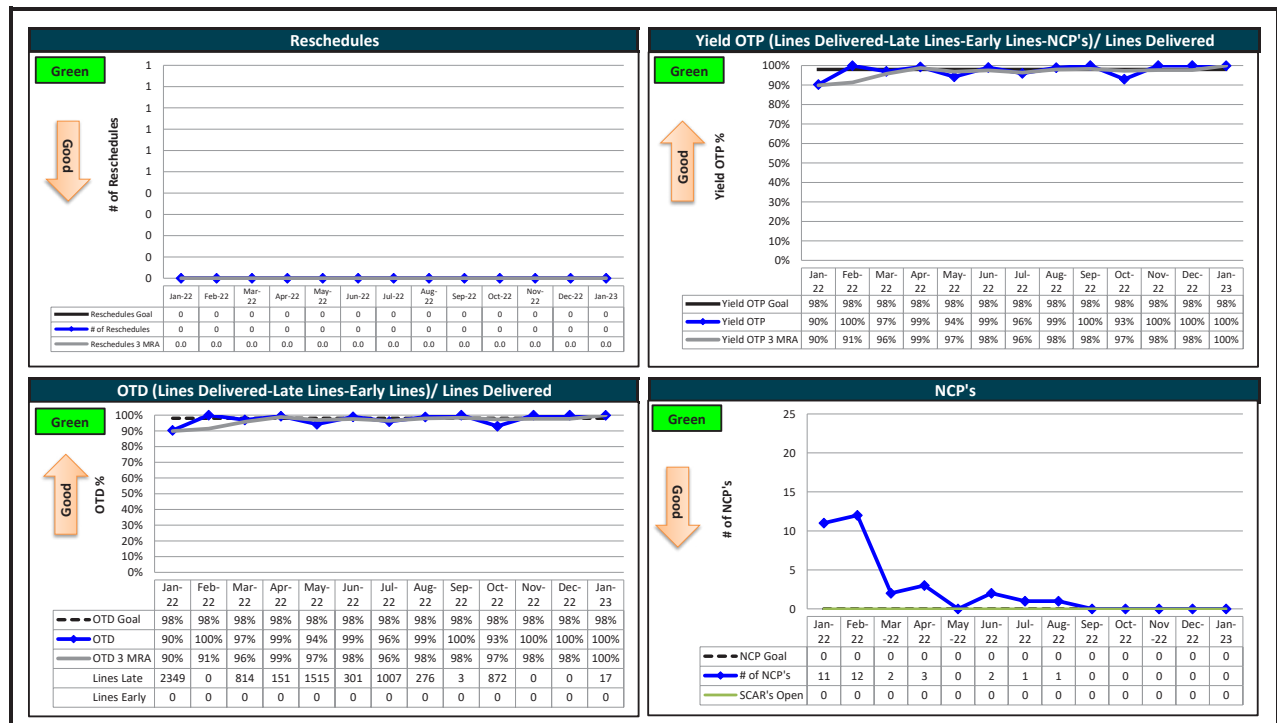 Reschedules
Green
Good
# of Reschedules
1
1
1
1
1
1
0
0
0
0
0
Jan-22 Feb-22 Mar-22 Apr-22 May-22 Jun-22 Jul-22 Aug-22 Sep-22 Oct-22 Nov-22 Dec-22 Jan-23
Reschedules Goal 0 0 0 0 0 0 0 0 0 0 0 0 0
# of Reschedules 0 0 0 0 0 0 0 0 0 0 0 0 0
Reschedules 3 MRA 0.0 0.0 0.0 0.0 0.0 0.0 0.0 0.0 0.0 0.0 0.0 0.0 0.0
Yield OTP (Lines Delivered-Late Lines-Early Lines-NCP's)/ Lines Delivered
Green
Good
Yield OTP %
100%
90%
80%
70%
60%
50%
40%
30%
20%
10%
0%
Jan-22 Feb-22 Mar-22 Apr-22 May-22 Jun-22 Jul-22 Aug-22 Sep-22 Oct-22 Nov-22 Dec-22 Jan-23
Yield OTP Goal 98% 98% 98% 98% 98% 98% 98% 98% 98% 98% 98% 98% 98%
Yield OTP 90% 100% 97% 99% 94% 99% 96% 99% 100% 93% 100% 100% 100%
Yield OTP 3 MRA 90% 91% 96% 99% 97% 98% 96% 98% 98% 97% 98% 98% 100%
OTD (Lines Delivered-Late Lines-Early Lines)/ Lines Delivered
Green
Good
OTD %
100%
90%
80%
70%
60%
50%
40%
30%
20%
10%
0%
Jan-22 Feb-22 Mar-22 Apr-22 May-22 Jun-22 Jul-22 Aug-22 Sep-22 Oct-22 Nov-22 Dec-22 Jan-23
OTD Goal 98% 98% 98% 98% 98% 98% 98% 98% 98% 98% 98% 98% 98%
OTD 90% 100% 97% 99% 94% 99% 96% 99% 100% 93% 100% 100% 100%
OTD 3 MRA 90% 91% 96% 99% 97% 98% 96% 98% 98% 97% 98% 98% 100%
Lines Late 2349 0 814 151 1515 301 1007 276 3 872 0 0 17
Lines Early 0 0 0 0 0 0 0 0 0 0 0 0 0
NCP's
Green
Good
# of NCP's
25
20
15
10
5
0
Jan-22 Feb-22 Mar-22 Apr-22 May-22 Jun-22 Jul-22 Aug-22 Sep-22 Oct-22 Nov-22 Dec-22 Jan-23
NCP Goal 0 0 0 0 0 0 0 0 0 0 0 0 0
# of NCP's 11 12 2 3 0 2 1 1 0 0 0 0 0
SCAR's Open 0 0 0 0 0 0 0 0 0 0 0 0 0